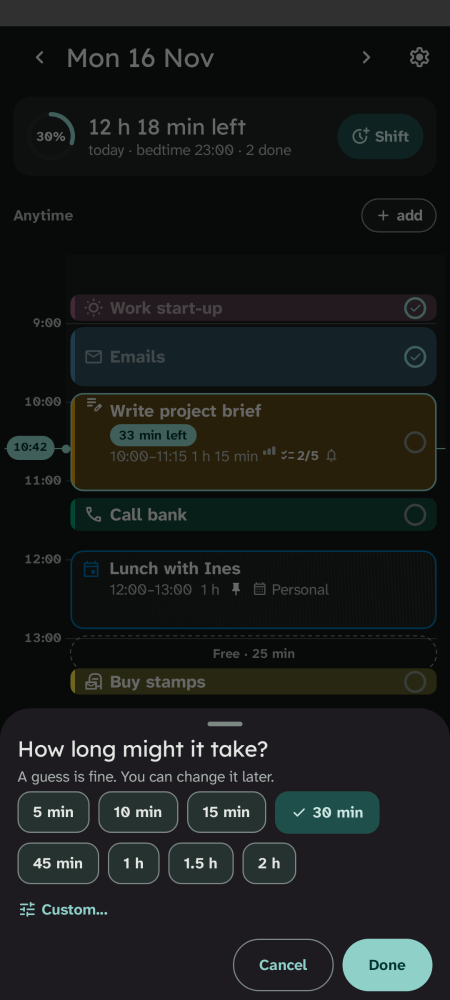 Mon 16 Nov
30%
12 h 18 min left
today · bedtime 23:00 · 2 done
Shift
Anytime
+ add
Work start-up
9:00
Emails
10:00
Write project brief
33 min left
10:42
10:00–11:15 1 h 15 min 2/5
11:00
Call bank
12:00
Lunch with Ines
12:00–13:00 1 h Personal
13:00
Free · 25 min
Buy stamps
How long might it take?
A guess is fine. You can change it later.
5 min
10 min
15 min
30 min
45 min
1 h
1.5 h
2 h
Custom...
Cancel
Done